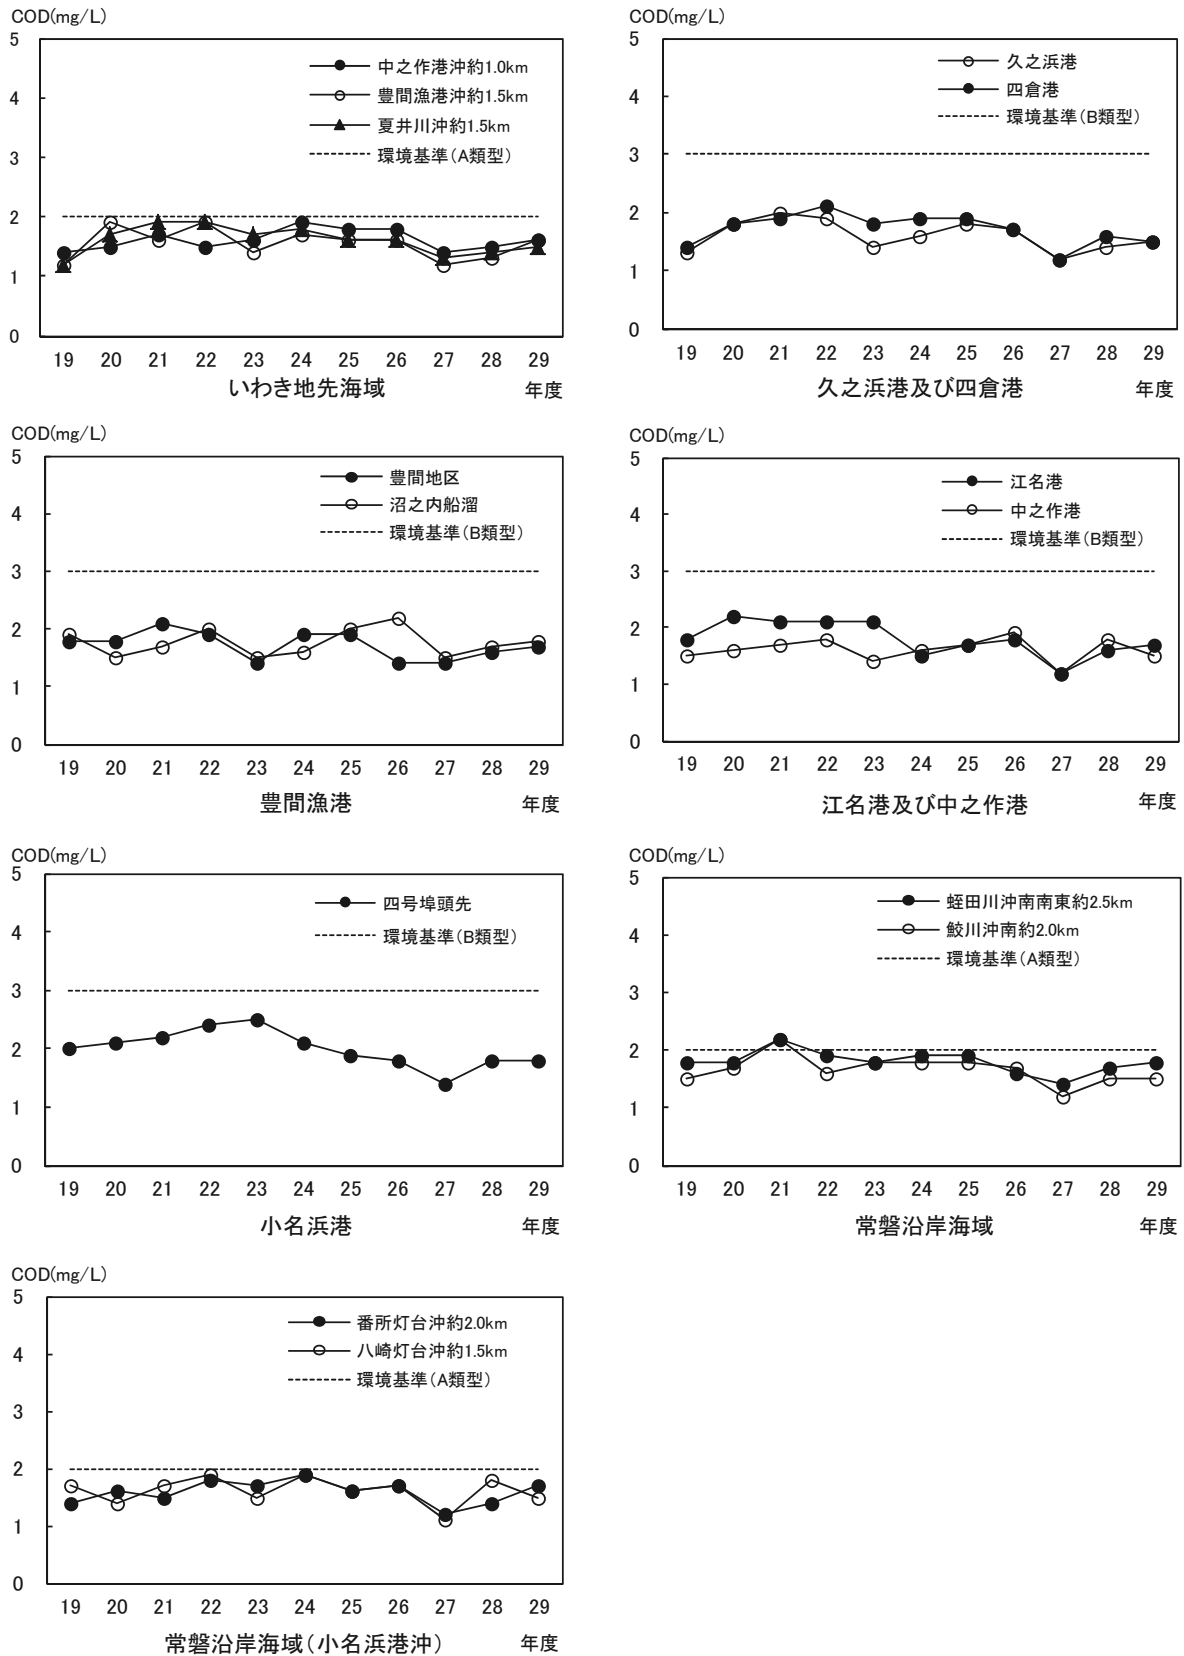 COD(mg/L)
5
4
3
2
1
0
中之作港沖約1.0km
豊間漁港沖約1.5km
夏井川沖約1.5km
環境基準(A類型)
19 20 21 22 23 24 25 26 27 28 29
いわき地先海域 年度
COD(mg/L)
5
4
3
2
1
0
久之浜港
四倉港
環境基準(B類型)
19 20 21 22 23 24 25 26 27 28 29
久之浜港及び四倉港 年度
COD(mg/L)
5
4
3
2
1
0
豊間地区
沼之内船溜
環境基準(B類型)
19 20 21 22 23 24 25 26 27 28 29
豊間漁港 年度
COD(mg/L)
5
4
3
2
1
0
江名港
中之作港
環境基準(B類型)
19 20 21 22 23 24 25 26 27 28 29
江名港及び中之作港 年度
COD(mg/L)
5
4
3
2
1
0
四号埠頭先
環境基準(B類型)
19 20 21 22 23 24 25 26 27 28 29
小名浜港 年度
COD(mg/L)
5
4
3
2
1
0
蛭田川沖南南東約2.5km
鮫川沖南約2.0km
環境基準(A類型)
19 20 21 22 23 24 25 26 27 28 29
常磐沿岸海域 年度
COD(mg/L)
5
4
3
2
1
0
番所灯台沖約2.0km
八崎灯台沖約1.5km
環境基準(A類型)
19 20 21 22 23 24 25 26 27 28 29
常磐沿岸海域(小名浜港沖) 年度